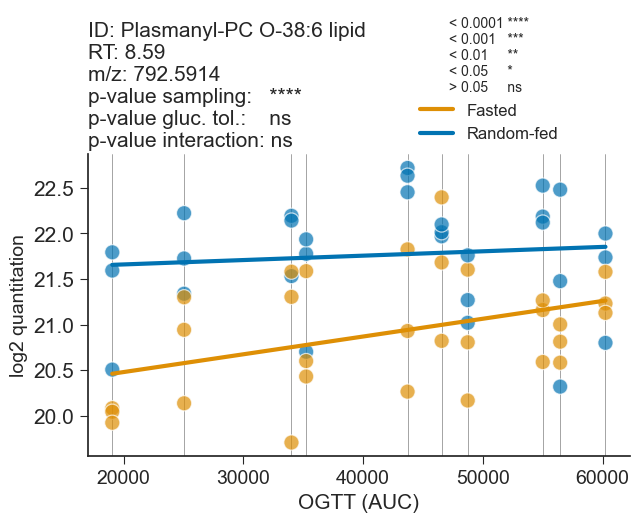 ID: Plasmanyl-PC O-38:6 lipid
RT: 8.59
m/z: 792.5914
p-value sampling: ****
p-value gluc. tol.: ns
p-value interaction: ns
< 0.0001 ****
< 0.001 ***
< 0.01 **
< 0.05 *
> 0.05 ns
Fasted
Random-fed
log2 quantitation
22.5
22.0
21.5
21.0
20.5
20.0
20000 30000 40000 50000 60000
OGTT (AUC)